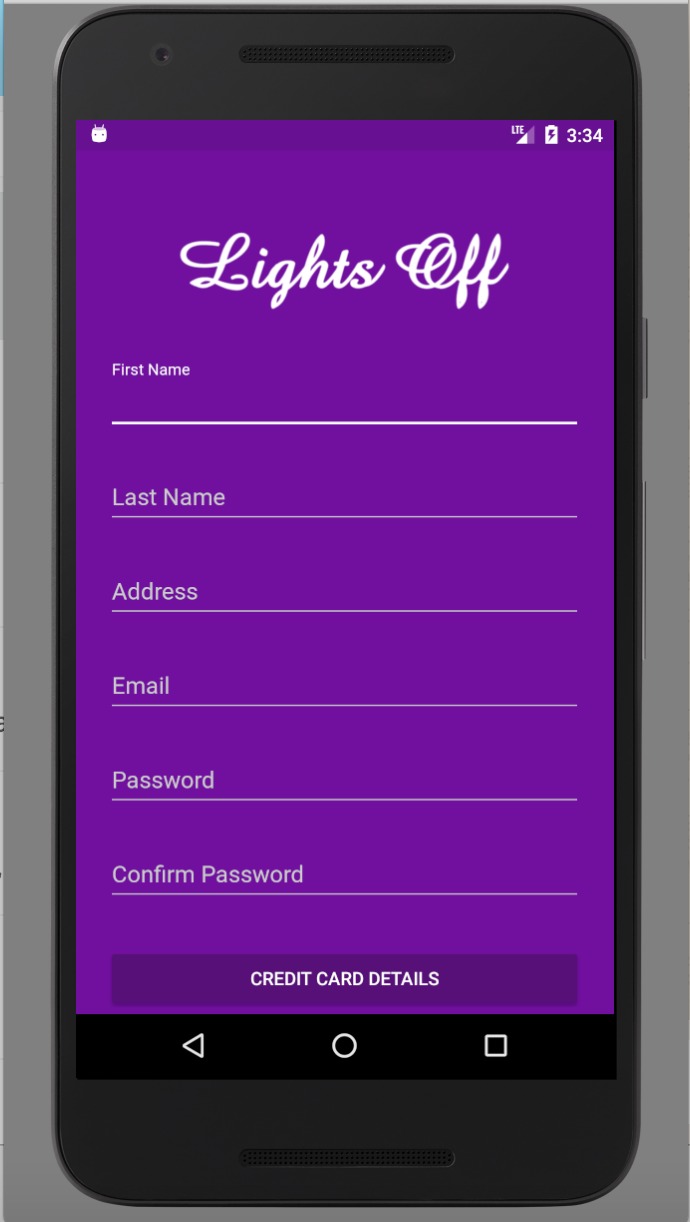 LTE 3:34
Lights Off
First Name
Last Name
Address
Email
Password
Confirm Password
CREDIT CARD DETAILS